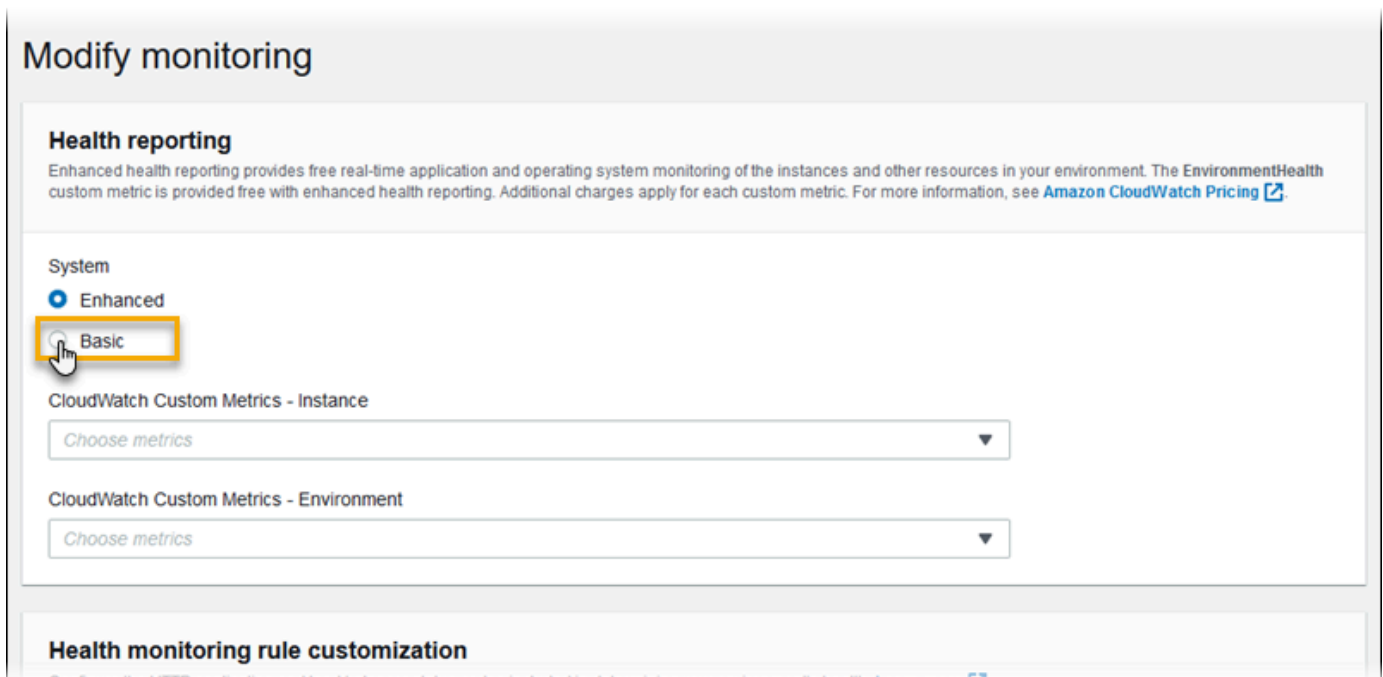 Modify monitoring
Health reporting
Enhanced health reporting provides free real-time application and operating system monitoring of the instances and other resources in your environment. The EnvironmentHealth
custom metric is provided free with enhanced health reporting. Additional charges apply for each custom metric. For more information, see Amazon CloudWatch Pricing.
System
Enhanced
Basic
CloudWatch Custom Metrics - Instance
Choose metrics
CloudWatch Custom Metrics - Environment
Choose metrics
Health monitoring rule customization